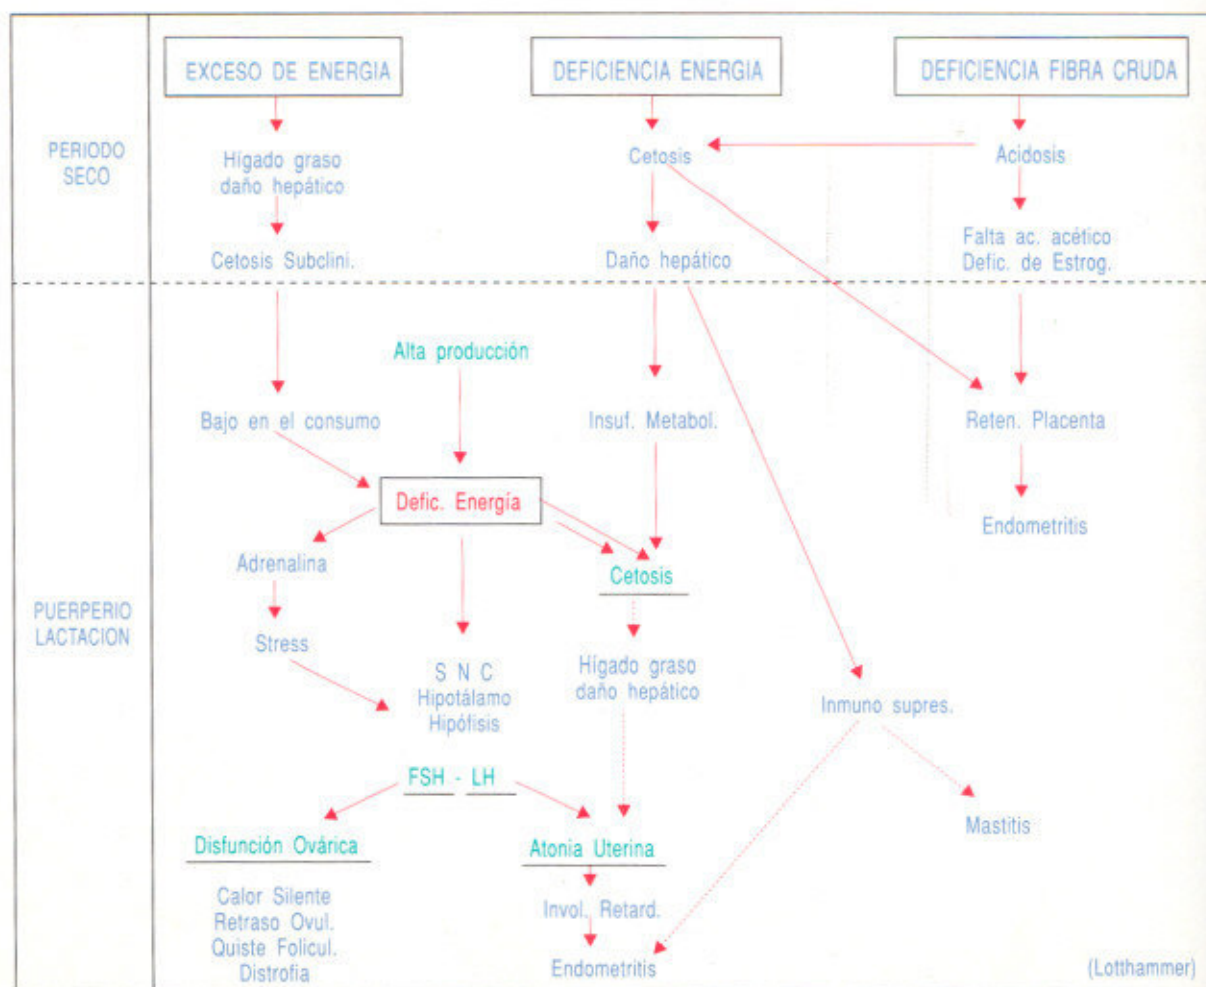 EXCESO DE ENERGIA
DEFICIENCIA ENERGIA
DEFICIENCIA FIBRA CRUDA
PERIODO
SECO
Hígado graso
daño hepático
Cetosis
Acidosis
Cetosis Subclini.
Daño hepático
Falta ac. acético
Defic. de Estrog.
PUERPERIO
LACTACION
Alta producción
Bajo en el consumo
Insuf. Metabol.
Reten. Placenta
Defic. Energía
Endometritis
Adrenalina
Cetosis
Stress
S N C
Hipotálamo
Hipófisis
Hígado graso
daño hepático
Inmuno supres.
FSH - LH
Mastitis
Disfunción Ovárica
Atonia Uterina
Calor Silente
Retraso Ovul.
Quiste Folicul.
Distrofia
Invol. Retard.
Endometritis
(Lotthammer)